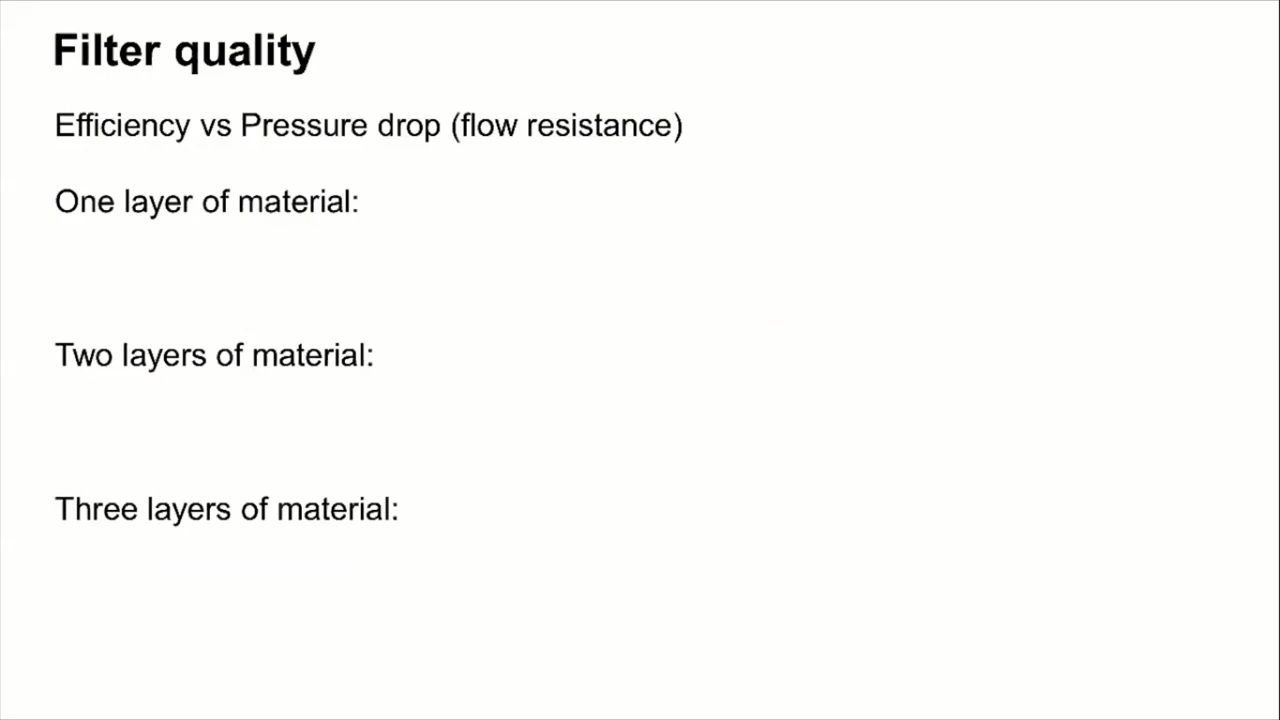 Filter quality
Efficiency vs Pressure drop (flow resistance)
One layer of material:
Two layers of material:
Three layers of material: